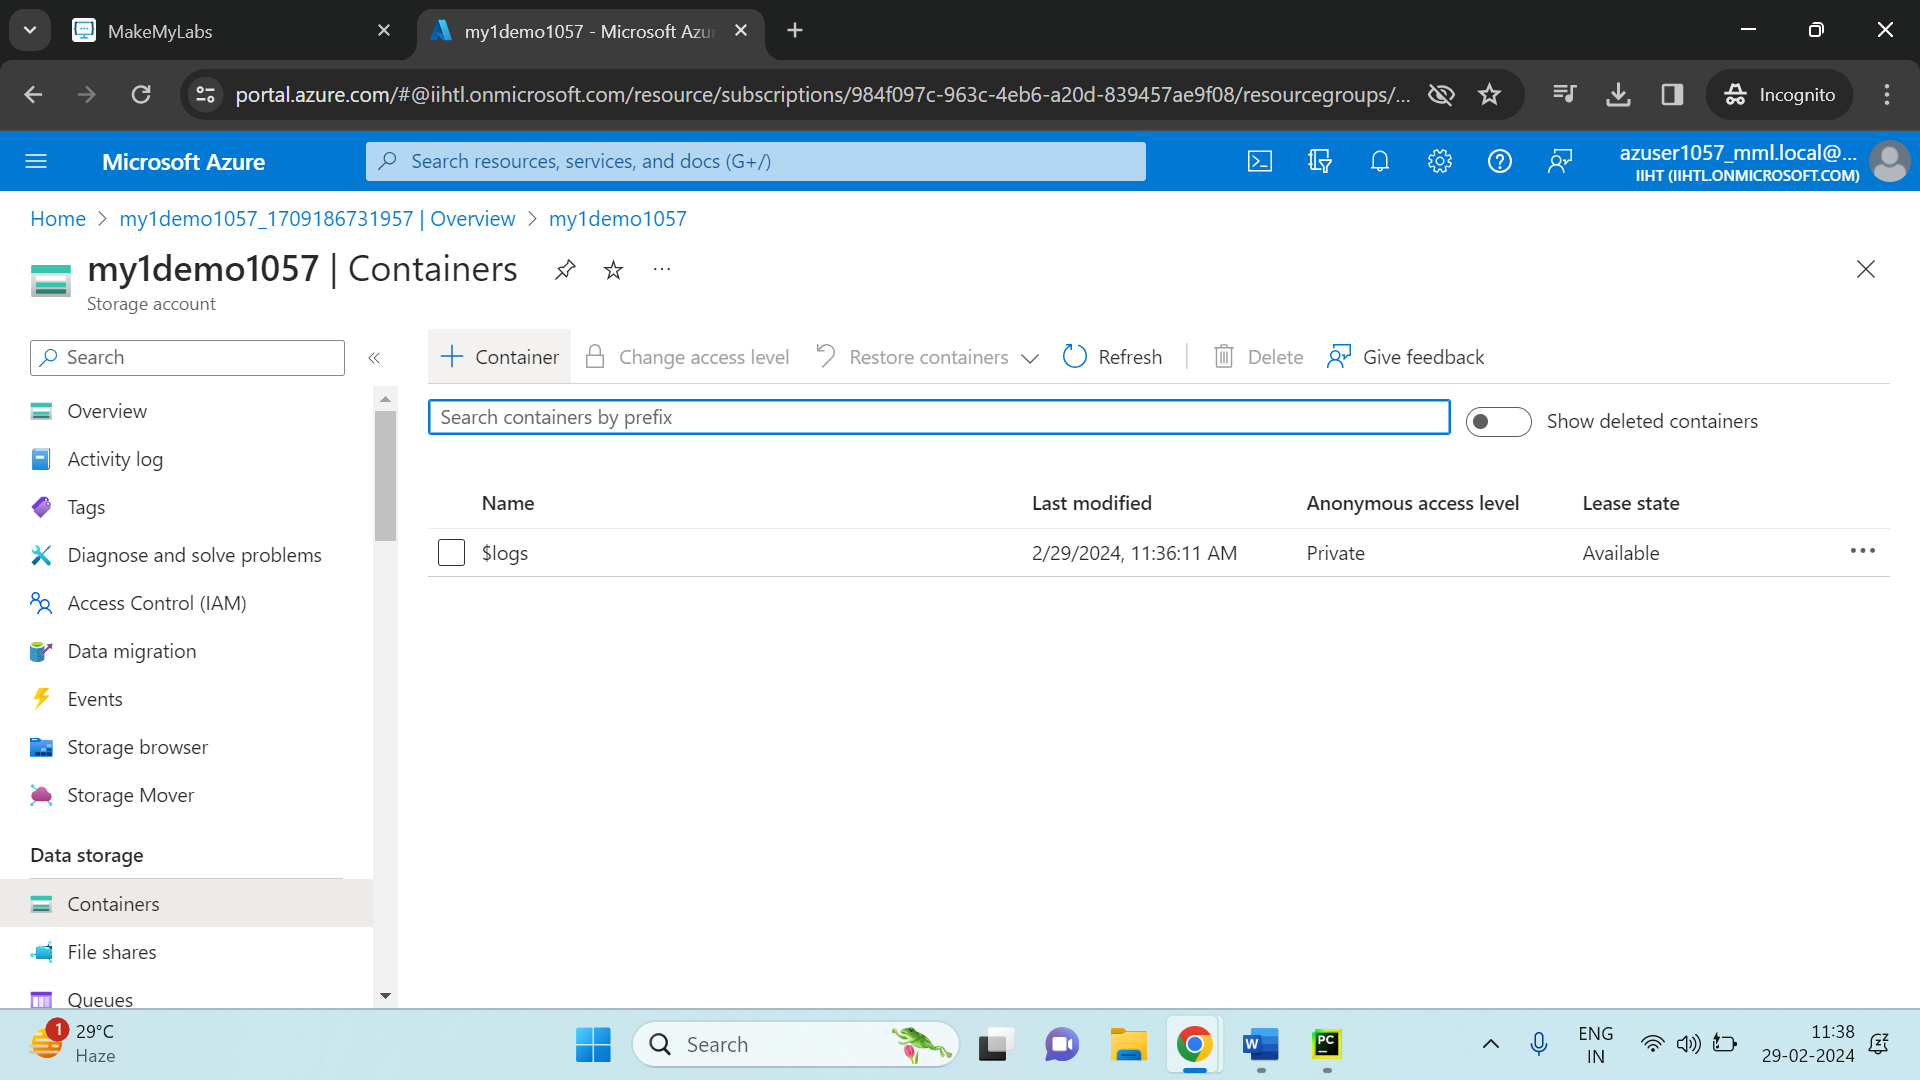 MakeMyLabs
my1demo1057 - Microsoft Azu
portal.azure.com/#@iihtl.onmicrosoft.com/resource/subscriptions/984f097c-963c-4eb6-a20d-839457ae9f08/resourcegroups/...
Incognito
Microsoft Azure
Search resources, services, and docs (G+/)
azuser1057_mml.local@...
IIHT (IIHTL.ONMICROSOFT.COM)
Home > my1demo1057_1709186731957 | Overview > my1demo1057
my1demo1057 | Containers
Storage account
Search
Container
Change access level
Restore containers
Refresh
Delete
Give feedback
Search containers by prefix
Show deleted containers
Overview
Activity log
Tags
Diagnose and solve problems
Access Control (IAM)
Data migration
Events
Storage browser
Storage Mover
Data storage
Containers
File shares
Queues
Name Last modified Anonymous access level Lease state
$logs 2/29/2024, 11:36:11 AM Private Available
1
29°C
Haze
Search
W
PC
ENG
IN
11:38
29-02-2024